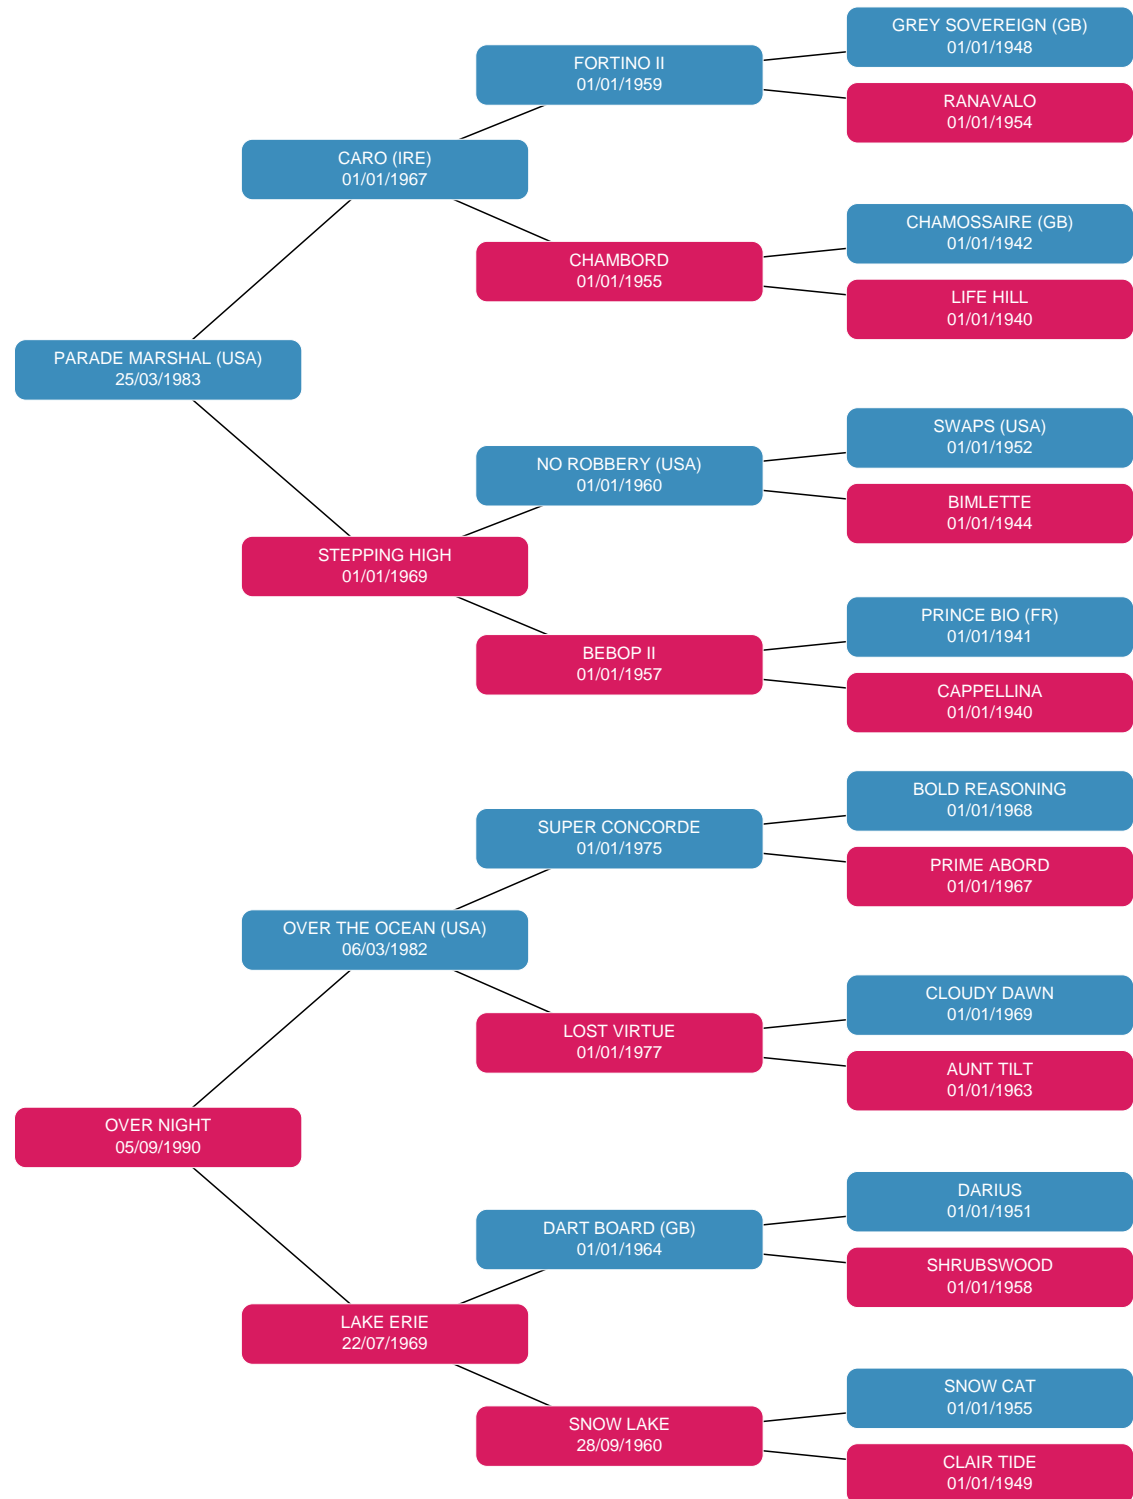 GREY SOVEREIGN (GB)
01/01/1948
FORTINO II
01/01/1959
RANAVALO
01/01/1954
CARO (IRE)
01/01/1967
CHAMOSSAIRE (GB)
01/01/1942
CHAMBORD
01/01/1955
LIFE HILL
01/01/1940
PARADE MARSHAL (USA)
25/03/1983
SWAPS (USA)
01/01/1952
NO ROBBERY (USA)
01/01/1960
BIMLETTE
01/01/1944
STEPPING HIGH
01/01/1969
PRINCE BIO (FR)
01/01/1941
BEBOP II
01/01/1957
CAPPELLINA
01/01/1940
BOLD REASONING
01/01/1968
SUPER CONCORDE
01/01/1975
PRIME ABORD
01/01/1967
OVER THE OCEAN (USA)
06/03/1982
CLOUDY DAWN
01/01/1969
LOST VIRTUE
01/01/1977
AUNT TILT
01/01/1963
OVER NIGHT
05/09/1990
DARIUS
01/01/1951
DART BOARD (GB)
01/01/1964
SHRUBSWOOD
01/01/1958
LAKE ERIE
22/07/1969
SNOW CAT
01/01/1955
SNOW LAKE
28/09/1960
CLAIR TIDE
01/01/1949